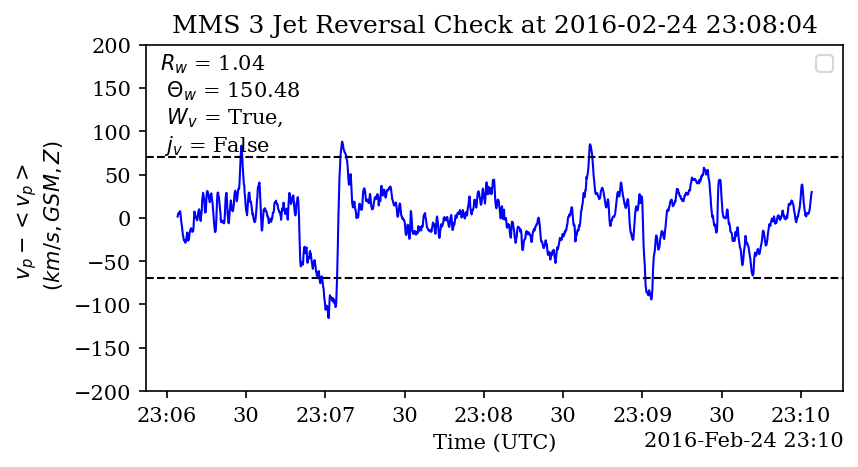 MMS 3 Jet Reversal Check at 2016-02-24 23:08:04
R_w = 1.04
Θ_w = 150.48
W_v = True,
j_v = False
v_p − < v_p >
(km/s, GSM, Z)
200
150
100
50
0
−50
−100
−150
−200
23:06 30 23:07 30 23:08 30 23:09 30 23:10
Time (UTC)
2016-Feb-24 23:10